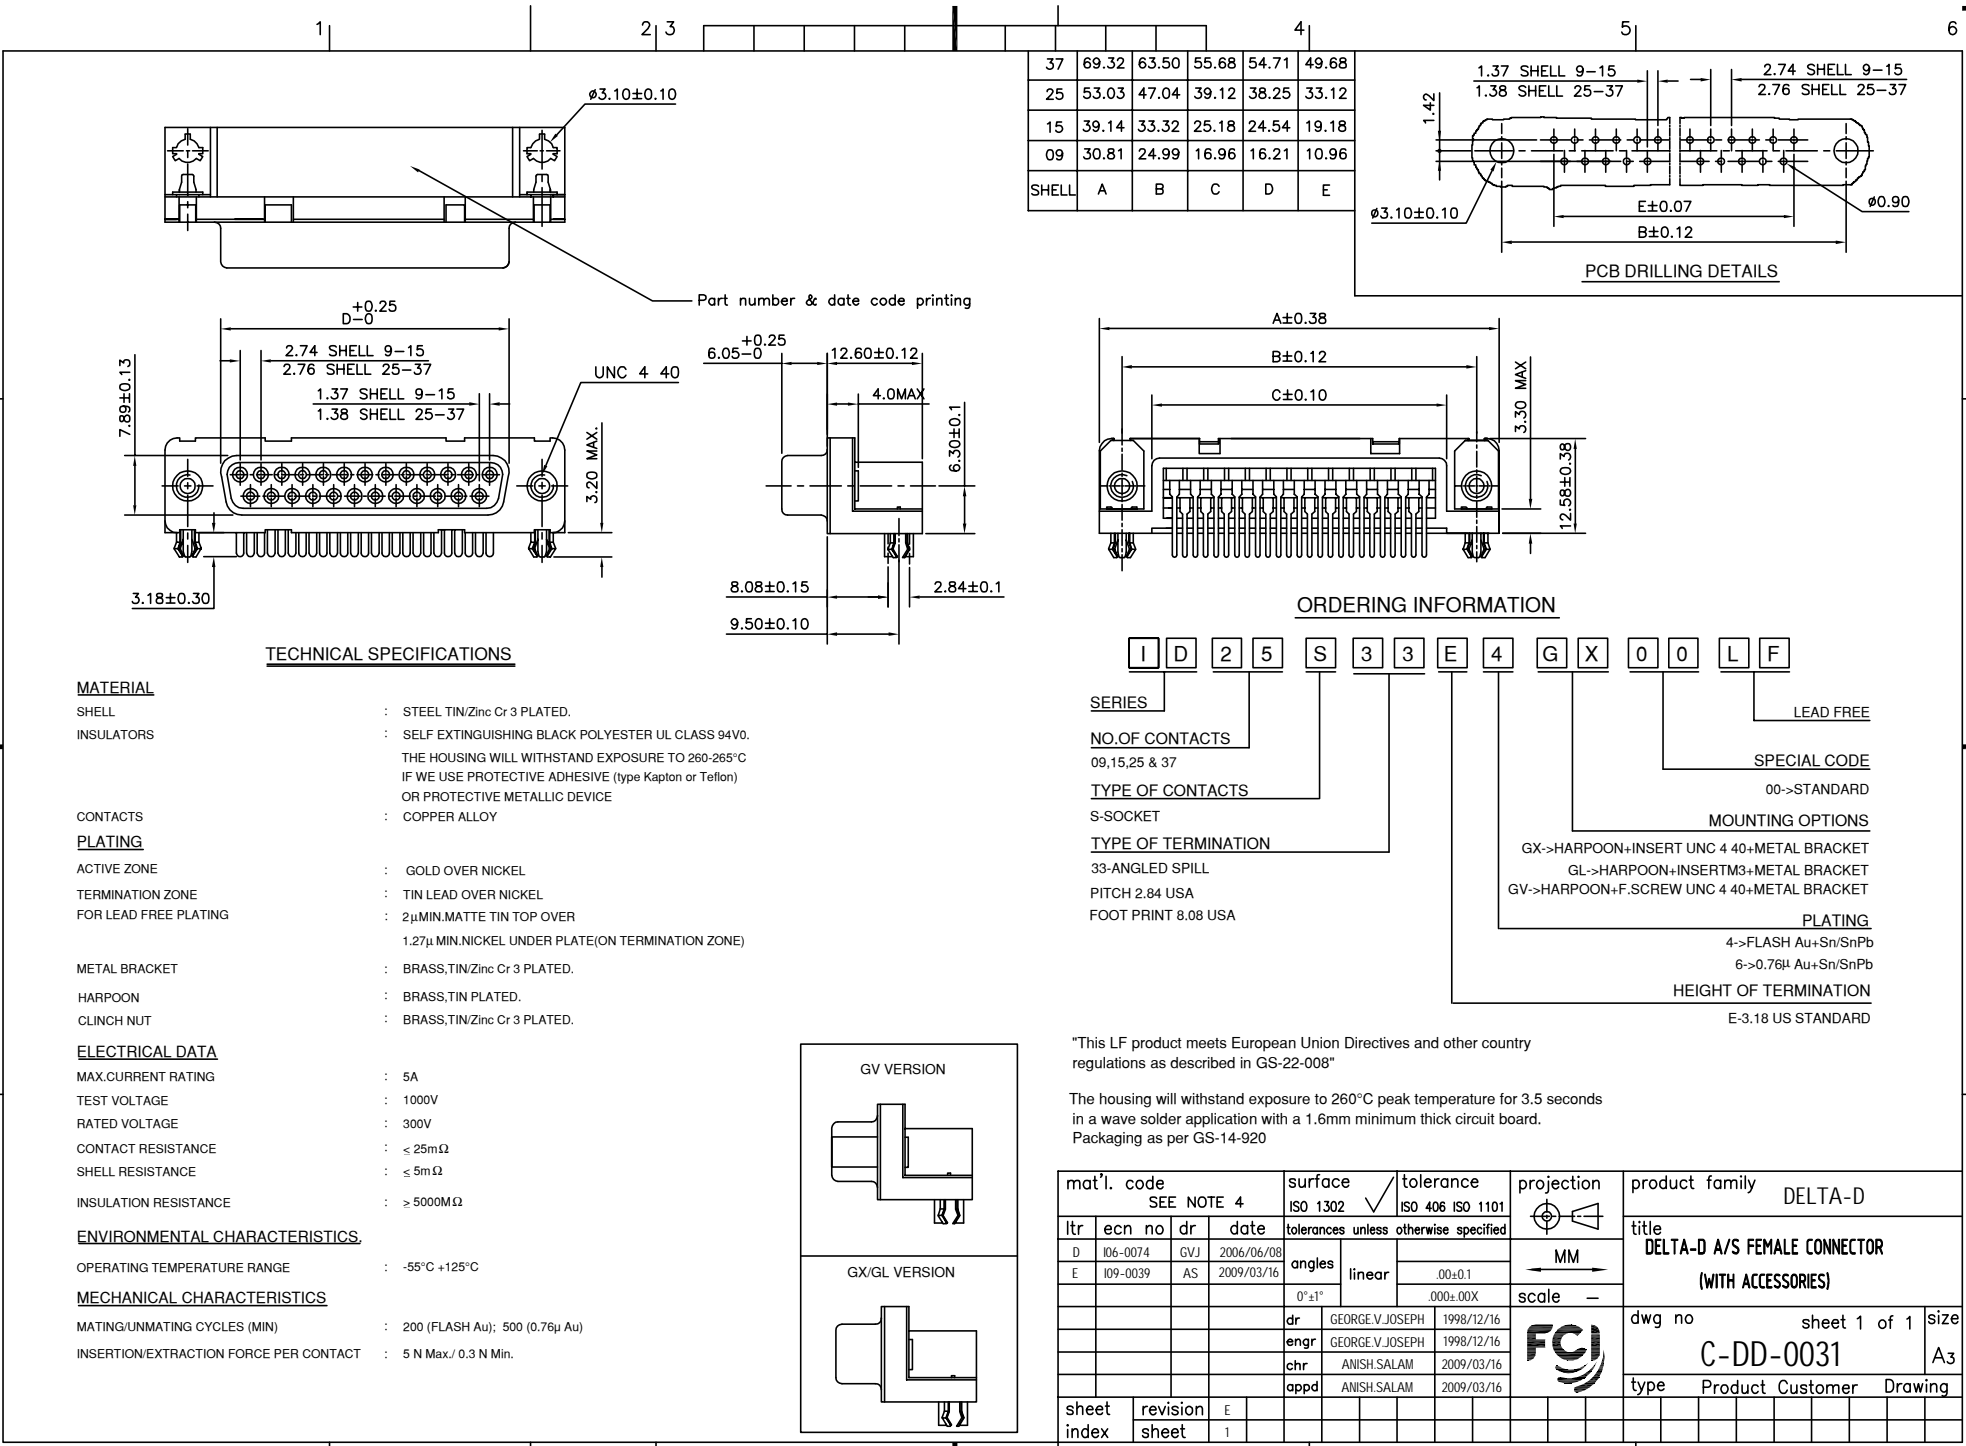 1
2
3
4
5
6
37 69.32 63.50 55.68 54.71 49.68
25 53.03 47.04 39.12 38.25 33.12
15 39.14 33.32 25.18 24.54 19.18
09 30.81 24.99 16.96 16.21 10.96
SHELL A B C D E
1.37 SHELL 9-15
1.38 SHELL 25-37
2.74 SHELL 9-15
2.76 SHELL 25-37
1.42
ø3.10±0.10
ø0.90
E±0.07
B±0.12
PCB DRILLING DETAILS
ø3.10±0.10
Part number & date code printing
+0.25
D-0
2.74 SHELL 9-15
2.76 SHELL 25-37
1.37 SHELL 9-15
1.38 SHELL 25-37
7.89±0.13
UNC 4 40
3.20 MAX.
3.18±0.30
+0.25
6.05-0
12.60±0.12
4.0MAX
6.30±0.1
8.08±0.15
2.84±0.1
9.50±0.10
A±0.38
B±0.12
C±0.10
3.30 MAX
12.58±0.38
TECHNICAL SPECIFICATIONS
MATERIAL
SHELL : STEEL TIN/Zinc Cr 3 PLATED.
INSULATORS : SELF EXTINGUISHING BLACK POLYESTER UL CLASS 94V0.
THE HOUSING WILL WITHSTAND EXPOSURE TO 260-265°C
IF WE USE PROTECTIVE ADHESIVE (type Kapton or Teflon)
OR PROTECTIVE METALLIC DEVICE
CONTACTS : COPPER ALLOY
PLATING
ACTIVE ZONE : GOLD OVER NICKEL
TERMINATION ZONE : TIN LEAD OVER NICKEL
FOR LEAD FREE PLATING : 2µMIN.MATTE TIN TOP OVER
1.27µ MIN.NICKEL UNDER PLATE(ON TERMINATION ZONE)
METAL BRACKET : BRASS,TIN/Zinc Cr 3 PLATED.
HARPOON : BRASS,TIN PLATED.
CLINCH NUT : BRASS,TIN/Zinc Cr 3 PLATED.
ELECTRICAL DATA
MAX.CURRENT RATING : 5A
TEST VOLTAGE : 1000V
RATED VOLTAGE : 300V
CONTACT RESISTANCE : ≤ 25mΩ
SHELL RESISTANCE : ≤ 5mΩ
INSULATION RESISTANCE : ≥ 5000MΩ
ENVIRONMENTAL CHARACTERISTICS.
OPERATING TEMPERATURE RANGE : -55°C +125°C
MECHANICAL CHARACTERISTICS
MATING/UNMATING CYCLES (MIN) : 200 (FLASH Au); 500 (0.76µ Au)
INSERTION/EXTRACTION FORCE PER CONTACT : 5 N Max./ 0.3 N Min.
GV VERSION
GX/GL VERSION
ORDERING INFORMATION
I D 2 5 S 3 3 E 4 G X 0 0 L F
SERIES
NO.OF CONTACTS
09,15,25 & 37
TYPE OF CONTACTS
S-SOCKET
TYPE OF TERMINATION
33-ANGLED SPILL
PITCH 2.84 USA
FOOT PRINT 8.08 USA
LEAD FREE
SPECIAL CODE
00->STANDARD
MOUNTING OPTIONS
GX->HARPOON+INSERT UNC 4 40+METAL BRACKET
GL->HARPOON+INSERTM3+METAL BRACKET
GV->HARPOON+F.SCREW UNC 4 40+METAL BRACKET
PLATING
4->FLASH Au+Sn/SnPb
6->0.76µ Au+Sn/SnPb
HEIGHT OF TERMINATION
E-3.18 US STANDARD
"This LF product meets European Union Directives and other country
regulations as described in GS-22-008"
The housing will withstand exposure to 260°C peak temperature for 3.5 seconds
in a wave solder application with a 1.6mm minimum thick circuit board.
Packaging as per GS-14-920
mat'l. code
SEE NOTE 4
surface
ISO 1302
tolerance
ISO 406 ISO 1101
projection
MM
scale —
product family
DELTA-D
ltr ecn no dr date
D I06-0074 GVJ 2006/06/08
E I09-0039 AS 2009/03/16
tolerances unless otherwise specified
angles
0°±1°
linear
.00±0.1
.000±.00X
dr GEORGE.V.JOSEPH 1998/12/16
engr GEORGE.V.JOSEPH 1998/12/16
chr ANISH.SALAM 2009/03/16
appd ANISH.SALAM 2009/03/16
FCI
title
DELTA-D A/S FEMALE CONNECTOR
(WITH ACCESSORIES)
dwg no
sheet 1 of 1
size
C-DD-0031
A3
type Product Customer Drawing
sheet index
revision E
sheet 1